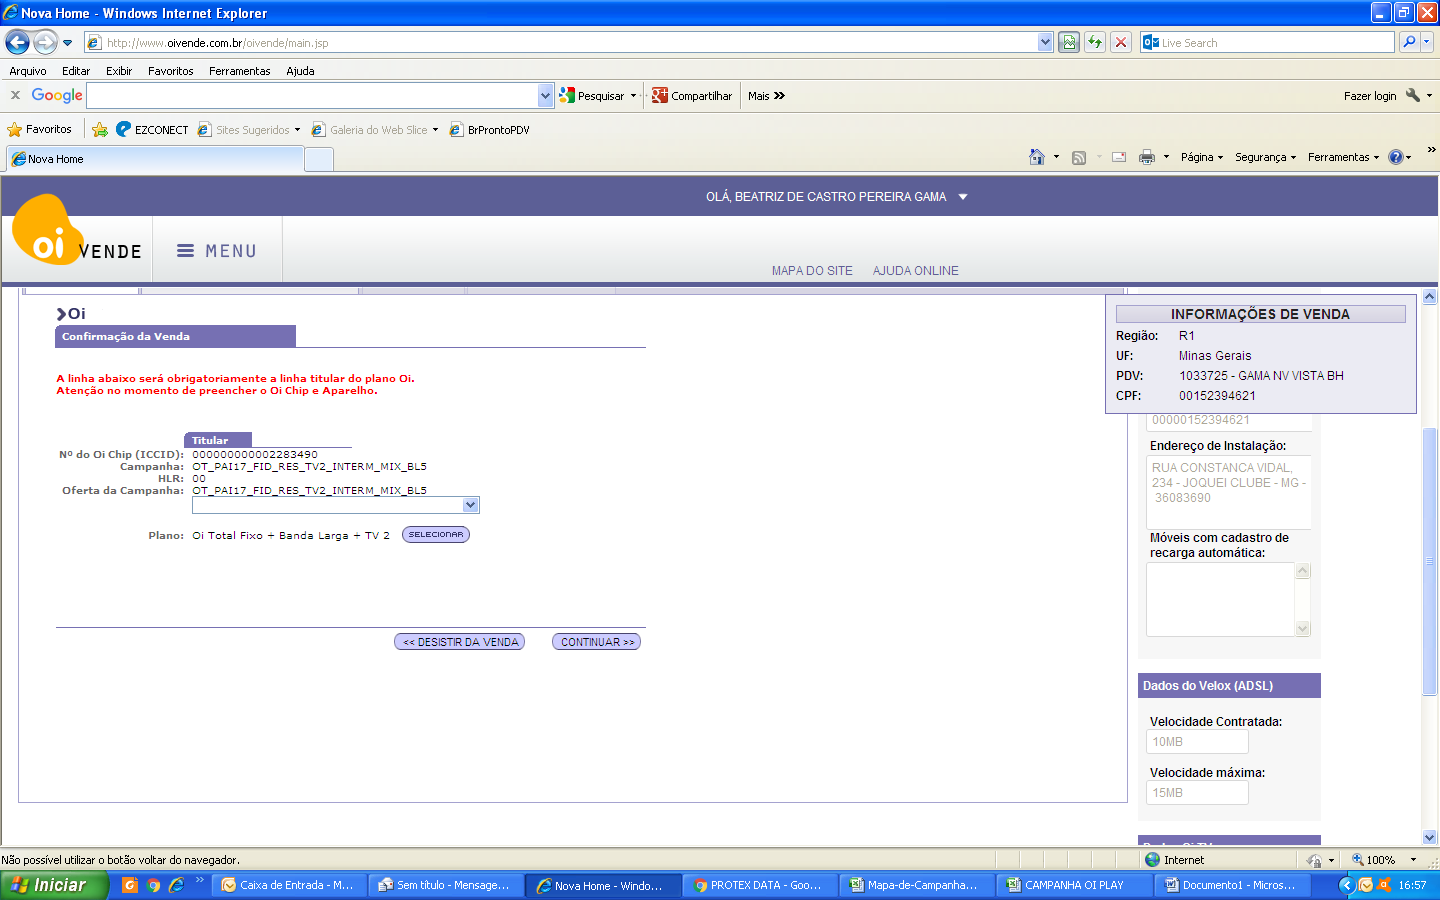 Nova Home - Windows Internet Explorer
http://www.oivende.com.br/oivende/main.jsp
Live Search
Arquivo Editar Exibir Favoritos Ferramentas Ajuda
x Google Pesquisar Compartilhar Mais >> Fazer login
Favoritos EZCONECT Sites Sugeridos Galeria do Web Slice BrProntoPDV
Nova Home
Página Segurança Ferramentas
OLÁ, BEATRIZ DE CASTRO PEREIRA GAMA
oi VENDE
MENU
MAPA DO SITE AJUDA ONLINE
Oi
Confirmação da Venda
A linha abaixo será obrigatoriamente a linha titular do plano Oi.
Atenção no momento de preencher o Oi Chip e Aparelho.
Titular
Nº do Oi Chip (ICCID): 000000000002283490
Campanha: OT_PAI17_FID_RES_TV2_INTERM_MIX_BL5
HLR: 00
Oferta da Campanha: OT_PAI17_FID_RES_TV2_INTERM_MIX_BL5
Plano: Oi Total Fixo + Banda Larga + TV 2 SELECIONAR
<< DESISTIR DA VENDA CONTINUAR >>
INFORMAÇÕES DE VENDA
Região: R1
UF: Minas Gerais
PDV: 1033725 - GAMA NV VISTA BH
CPF: 00152394621
00000152394621
Endereço de Instalação:
RUA CONSTANCA VIDAL,
234 - JOQUEI CLUBE - MG -
36083690
Móveis com cadastro de
recarga automática:
Dados do Velox (ADSL)
Velocidade Contratada:
10MB
Velocidade máxima:
15MB
Não possível utilizar o botão voltar do navegador.
Internet
100%
Iniciar
Caixa de Entrada - M...
Sem título - Mensage...
Nova Home - Windo...
PROTEX DATA - Goo...
Mapa-de-Campanha...
CAMPANHA OI PLAY
Documento1 - Micros...
16:57